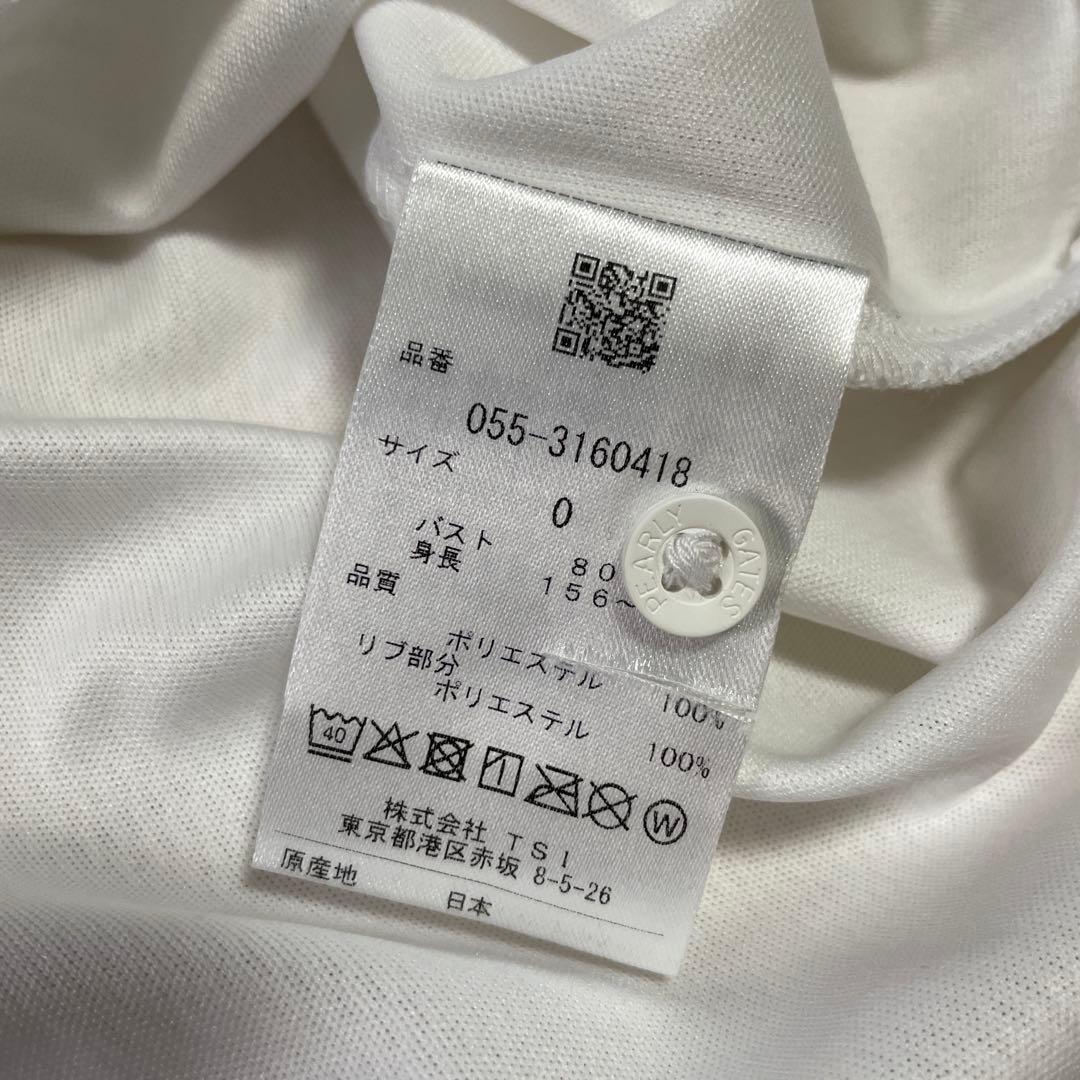 品番
055-3160418
サイズ
0
バスト 80
身長 156~
品質
ポリエステル 100%
リブ部分
ポリエステル 100%
40
W
株式会社 TSI
東京都港区赤坂 8-5-26
原産地
日本
PEARLY GATES